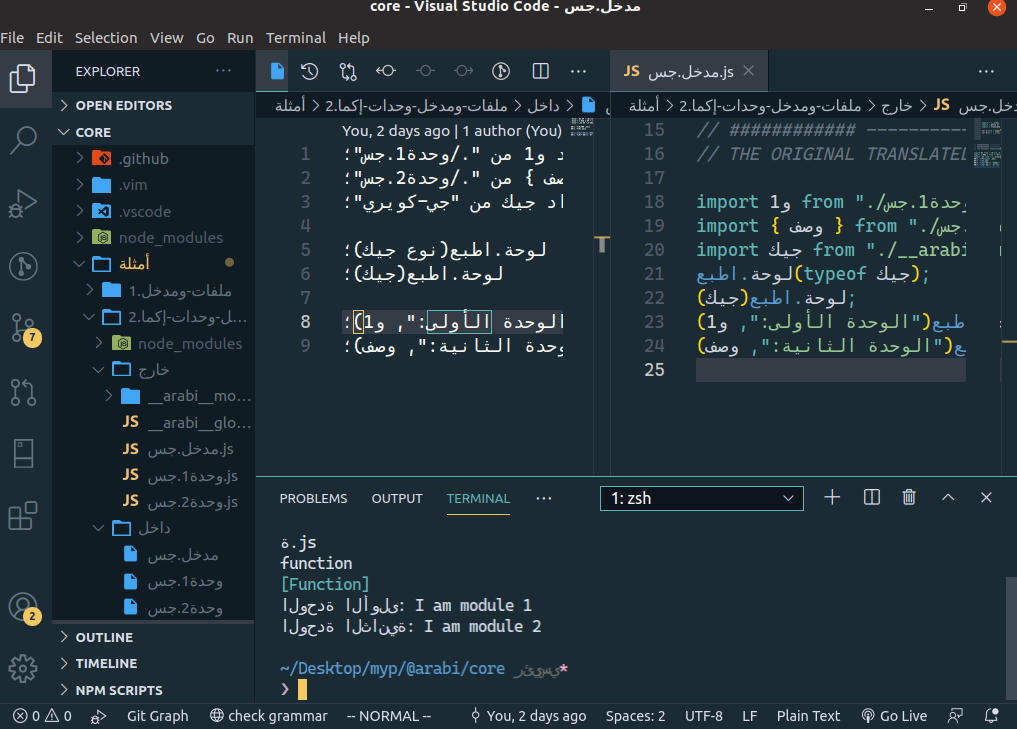 core - Visual Studio Code - مدخل.جس
File Edit Selection View Go Run Terminal Help
EXPLORER
OPEN EDITORS
CORE
.github
.vim
.vscode
node_modules
أمثلة
1.ملفات-ومدخل
2.ل-وحدات-إكما...
node_modules
خارج
__arabi__mo...
JS __arabi__glo...
JS مدخل.جس.js
JS وحدة1.جس.js
JS وحدة2.جس.js
داخل
مدخل.جس
وحدة1.جس
وحدة2.جس
OUTLINE
TIMELINE
NPM SCRIPTS
أمثلة > 2.ملفات-ومدخل-وحدات-إكما > داخل >
You, 2 days ago | 1 author (You)
1 د و1 من "./وحدة1.جس"؛
2 صف } من "./وحدة2.جس"؛
3 اد جيك من "جي-كويري"؛
4
5 لوحة.اطبع(نوع جيك)؛
6 لوحة.اطبع(جيك)؛
7
8 الوحدة الأولى:", و1)؛
9 وحدة الثانية:", وصف)؛
JS مدخل.جس.js
أمثلة > 2.ملفات-ومدخل-وحدات-إكما > خارج > JS مدخل.جس
15 // ############ ----------
16 // THE ORIGINAL TRANSLATE
17
18 import و1 from "./وحدة1.جس
19 import { وصف } from "./جس
20 import جيك from "./__arabi
21 لوحة.اطبع(typeof جيك);
22 لوحة.اطبع(جيك);
23 طبع("الوحدة الأولى:", و1)
24 ع("الوحدة الثانية:", وصف)
25
PROBLEMS OUTPUT TERMINAL ...
1: zsh
ة.js
function
[Function]
الوحدة الأولى: I am module 1
الوحدة الثانية: I am module 2
~/Desktop/myp/@arabi/core رئيسي*
❯
7
2
0 0 Git Graph check grammar -- NORMAL -- You, 2 days ago Spaces: 2 UTF-8 LF Plain Text Go Live